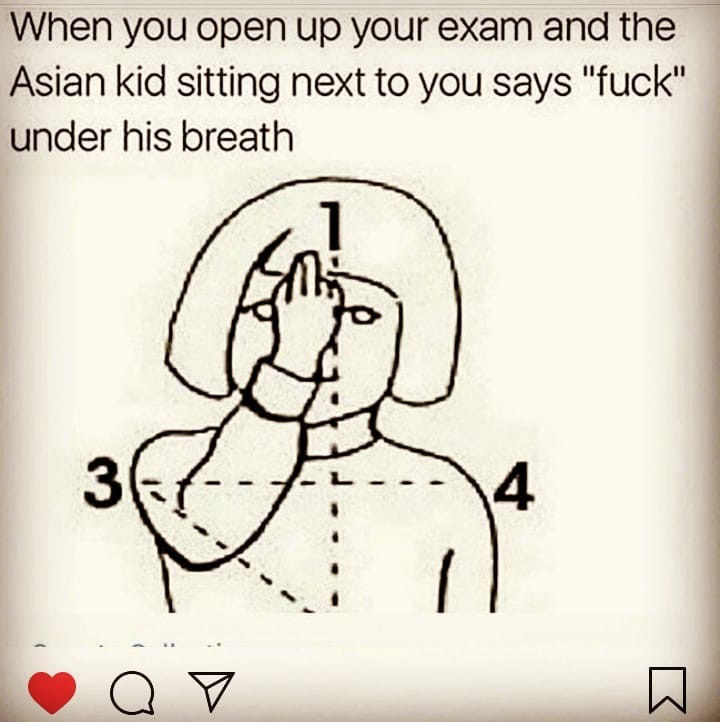 When you open up your exam and the
Asian kid sitting next to you says "fuck"
under his breath
1
3
4